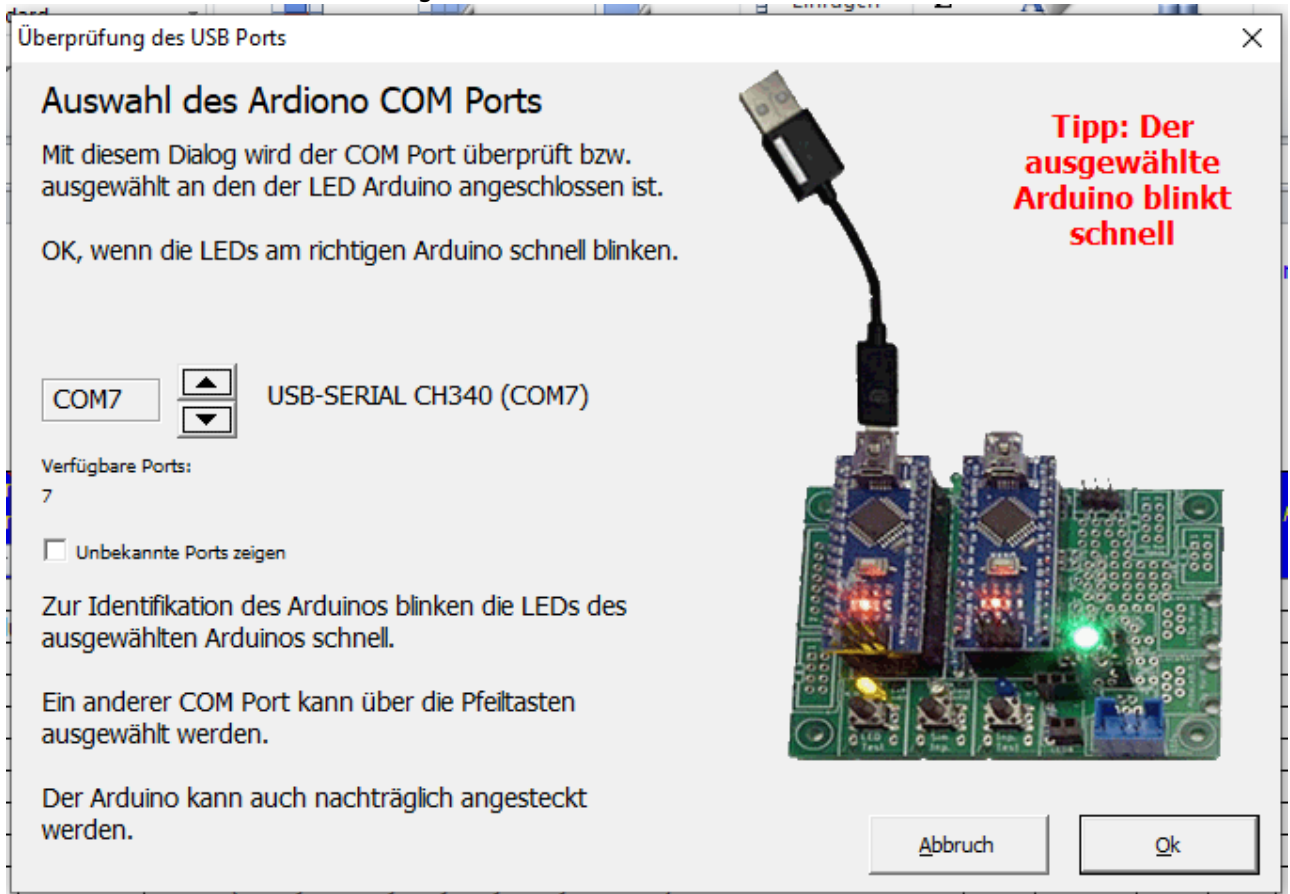 Überprüfung des USB Ports
Auswahl des Ardiono COM Ports
Mit diesem Dialog wird der COM Port überprüft bzw.
ausgewählt an den der LED Arduino angeschlossen ist.
OK, wenn die LEDs am richtigen Arduino schnell blinken.
Tipp: Der
ausgewählte
Arduino blinkt
schnell
COM7
USB-SERIAL CH340 (COM7)
Verfügbare Ports:
7
Unbekannte Ports zeigen
Zur Identifikation des Arduinos blinken die LEDs des
ausgewählten Arduinos schnell.
Ein anderer COM Port kann über die Pfeiltasten
ausgewählt werden.
Der Arduino kann auch nachträglich angesteckt
werden.
LED
Test
Abbruch
Ok